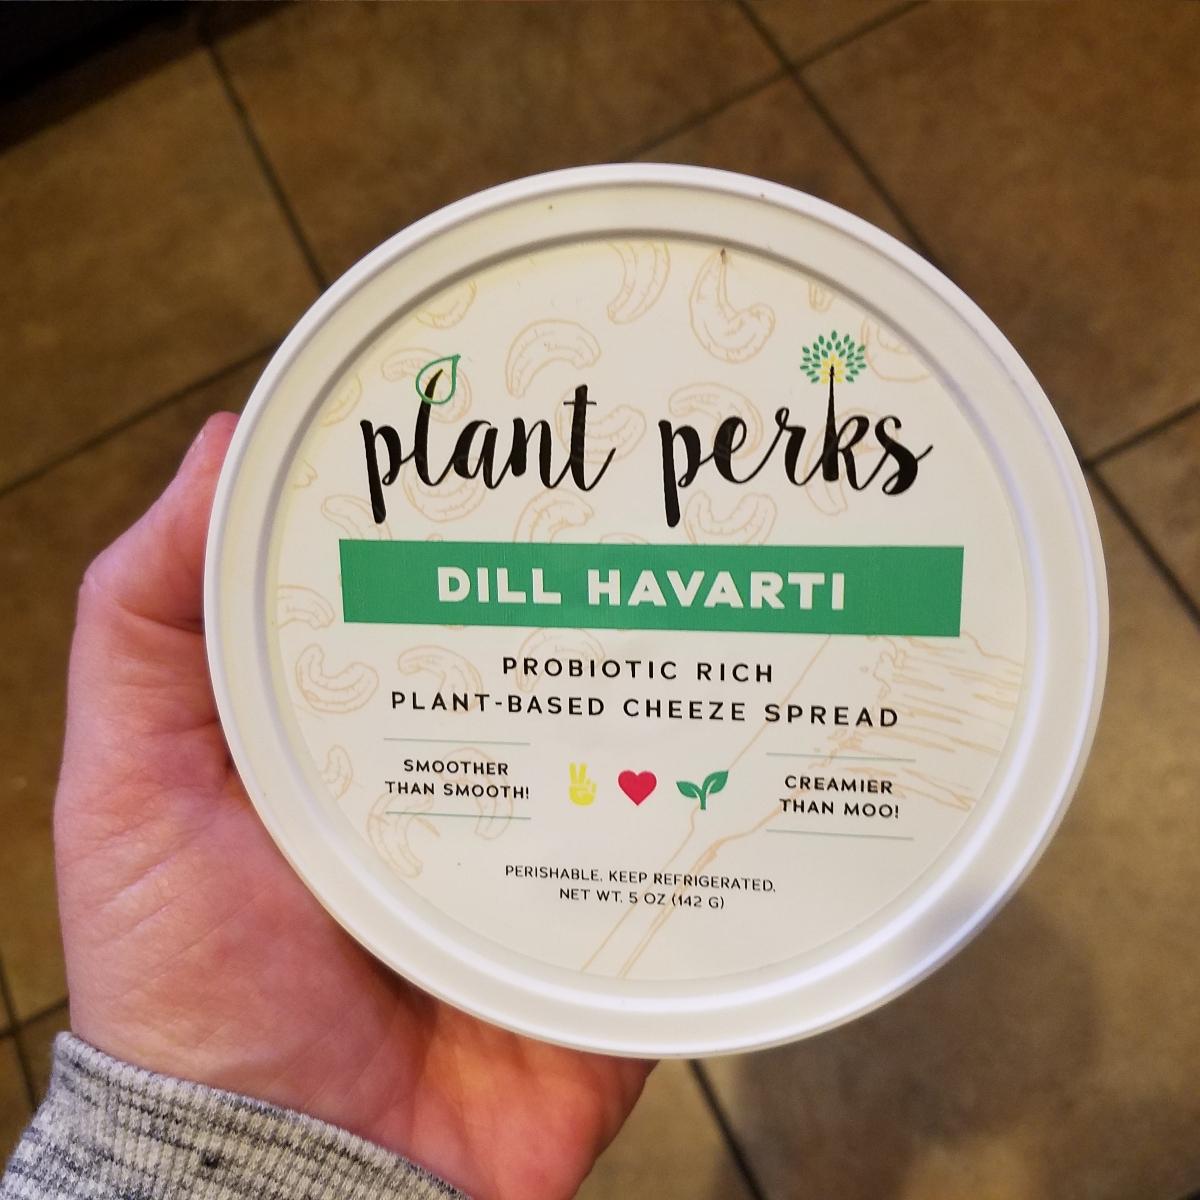 plant perks
DILL HAVARTI
PROBIOTIC RICH
PLANT-BASED CHEEZE SPREAD
SMOOTHER
THAN SMOOTH!
CREAMIER
THAN MOO!
PERISHABLE. KEEP REFRIGERATED.
NET WT. 5 OZ (142 G)